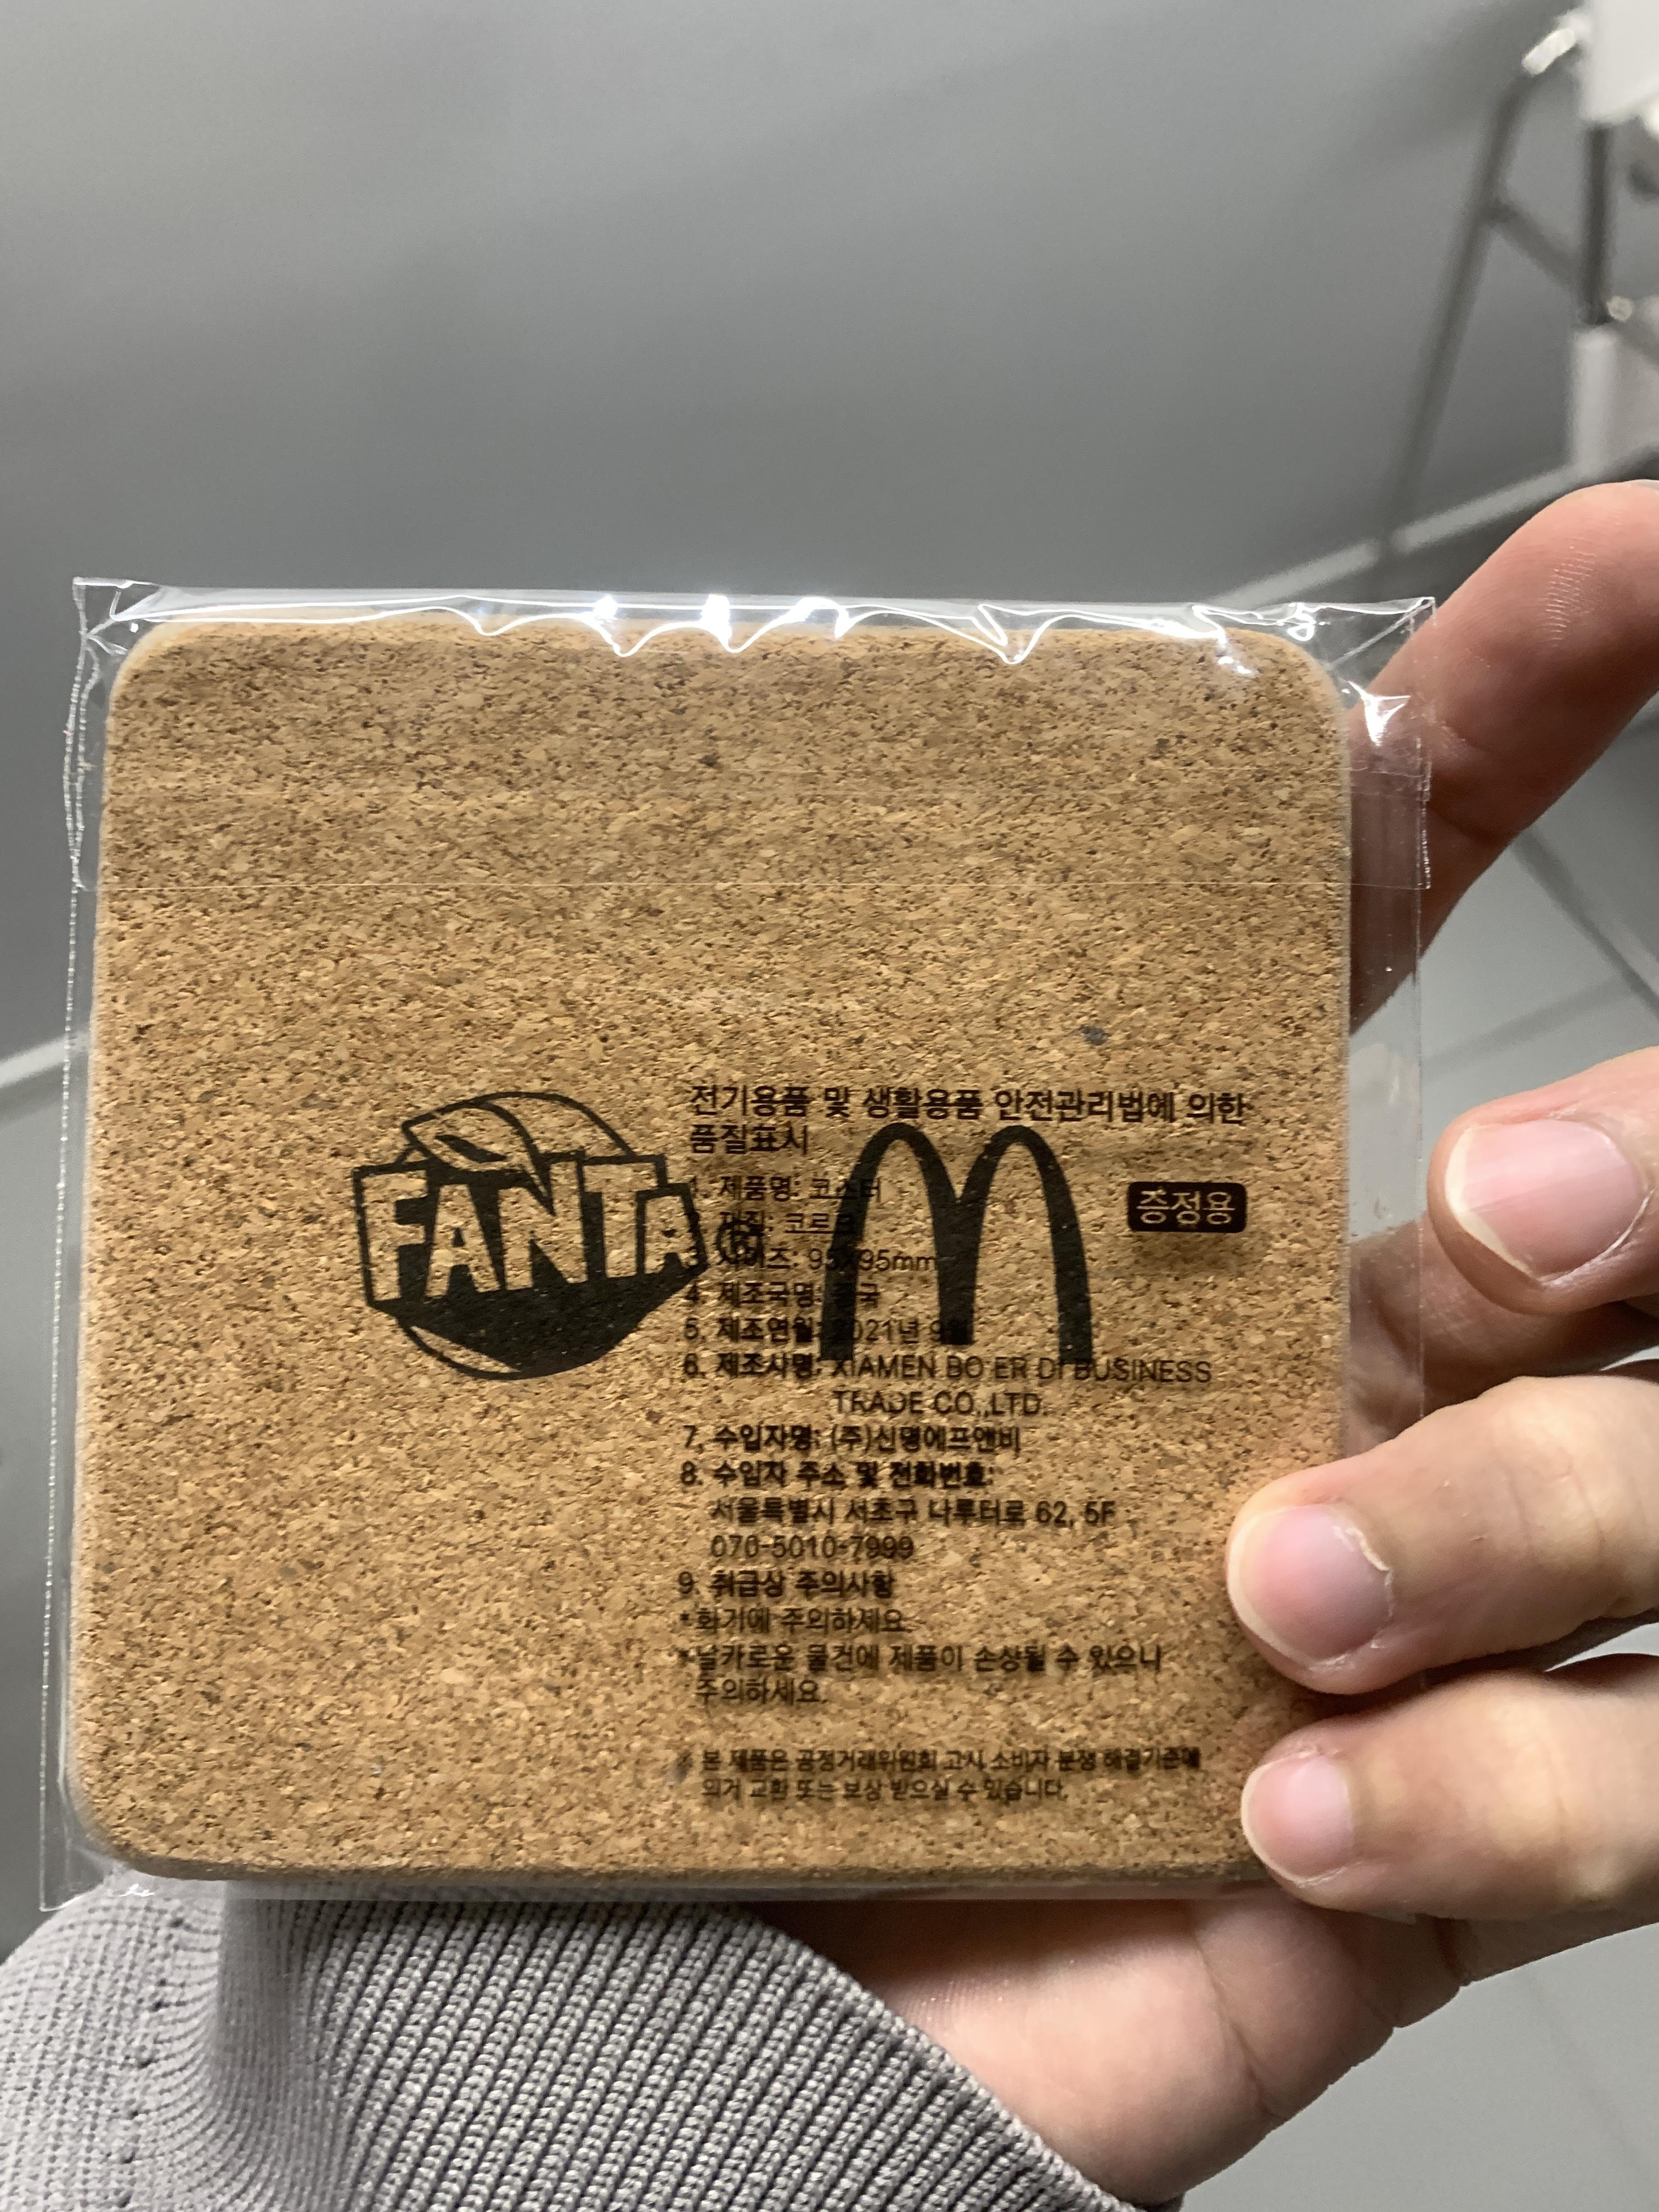 FANTA
®
M
전기용품 및 생활용품 안전관리법에 의한
품질표시
증정용
1. 제품명: 코스터
2. 재질: 코르크
3. 사이즈: 95X95mm
4. 제조국명: 중국
5. 제조연월: 2021년 9월
6. 제조사명: XIAMEN BO ER DI BUSINESS
TRADE CO.,LTD.
7. 수입자명: (주)신명에프앤비
8. 수입자 주소 및 전화번호:
서울특별시 서초구 나루터로 62, 5F
070-5010-7999
9. 취급상 주의사항
* 화기에 주의하세요.
* 날카로운 물건에 제품이 손상될 수 있으니
주의하세요.
※ 본 제품은 공정거래위원회 고시 소비자 분쟁 해결기준에
의거 교환 또는 보상 받으실 수 있습니다.